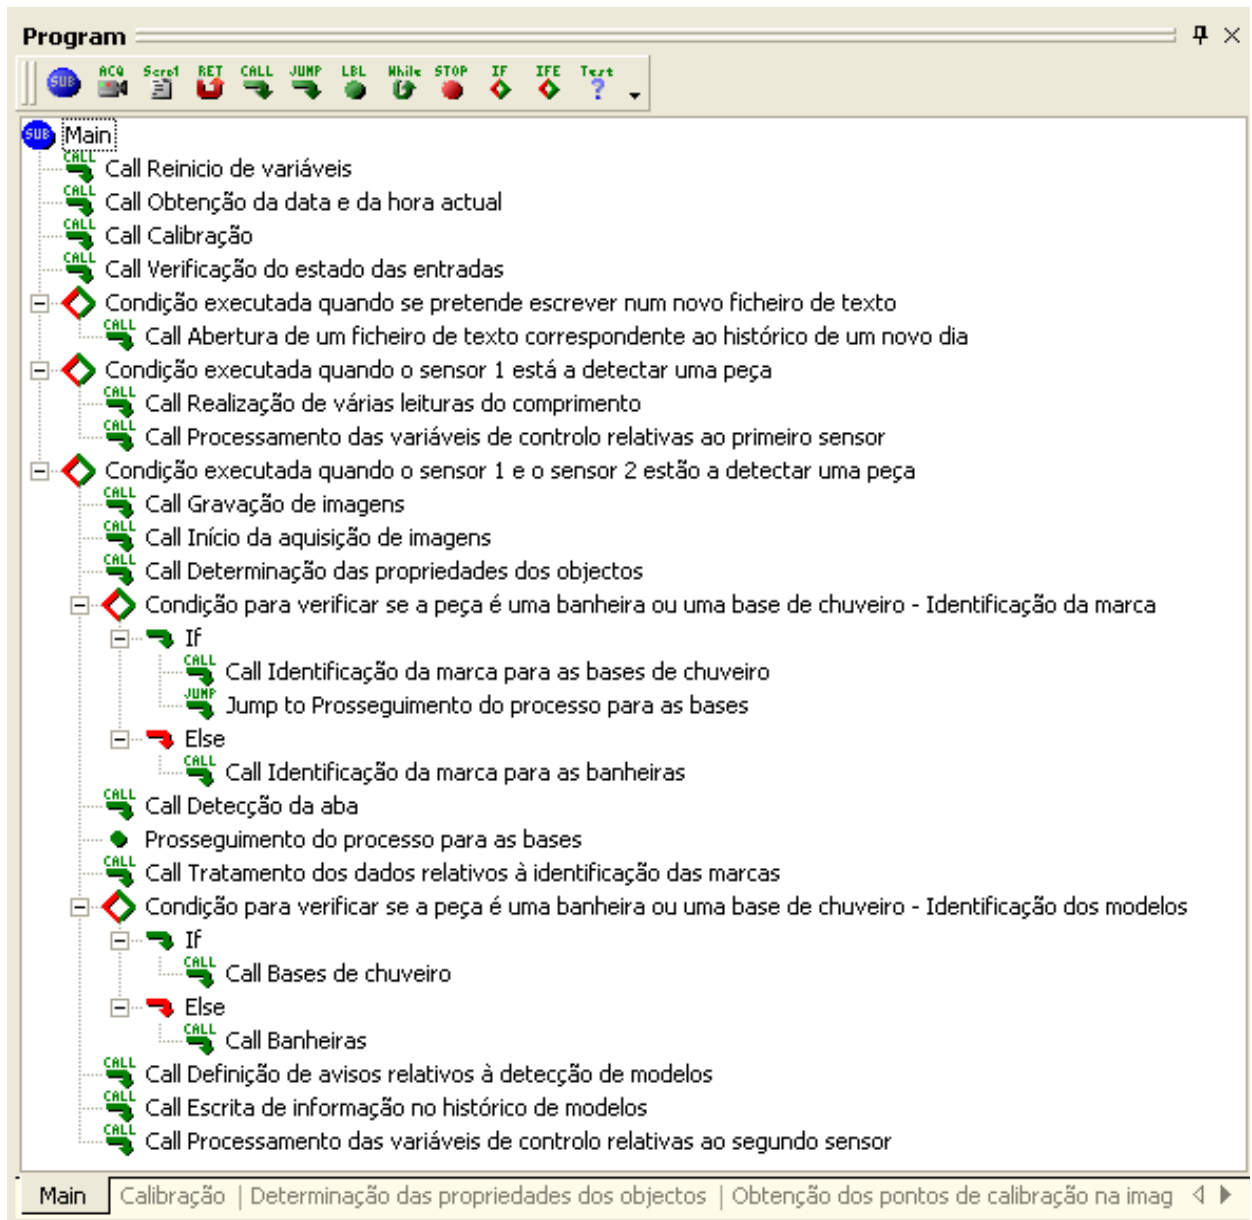 Program
SUB ACQ Script RET CALL JUMP LBL While STOP IF IFE Test
SUB Main
CALL Call Reinicio de variáveis
CALL Call Obtenção da data e da hora actual
CALL Call Calibração
CALL Call Verificação do estado das entradas
Condição executada quando se pretende escrever num novo ficheiro de texto
CALL Call Abertura de um ficheiro de texto correspondente ao histórico de um novo dia
Condição executada quando o sensor 1 está a detectar uma peça
CALL Call Realização de várias leituras do comprimento
CALL Call Processamento das variáveis de controlo relativas ao primeiro sensor
Condição executada quando o sensor 1 e o sensor 2 estão a detectar uma peça
CALL Call Gravação de imagens
CALL Call Início da aquisição de imagens
CALL Call Determinação das propriedades dos objectos
Condição para verificar se a peça é uma banheira ou uma base de chuveiro - Identificação da marca
If
CALL Call Identificação da marca para as bases de chuveiro
JUMP Jump to Prosseguimento do processo para as bases
Else
CALL Call Identificação da marca para as banheiras
CALL Call Detecção da aba
Prosseguimento do processo para as bases
CALL Call Tratamento dos dados relativos à identificação das marcas
Condição para verificar se a peça é uma banheira ou uma base de chuveiro - Identificação dos modelos
If
CALL Call Bases de chuveiro
Else
CALL Call Banheiras
CALL Call Definição de avisos relativos à detecção de modelos
CALL Call Escrita de informação no histórico de modelos
CALL Call Processamento das variáveis de controlo relativas ao segundo sensor
Main Calibração | Determinação das propriedades dos objectos | Obtenção dos pontos de calibração na imag